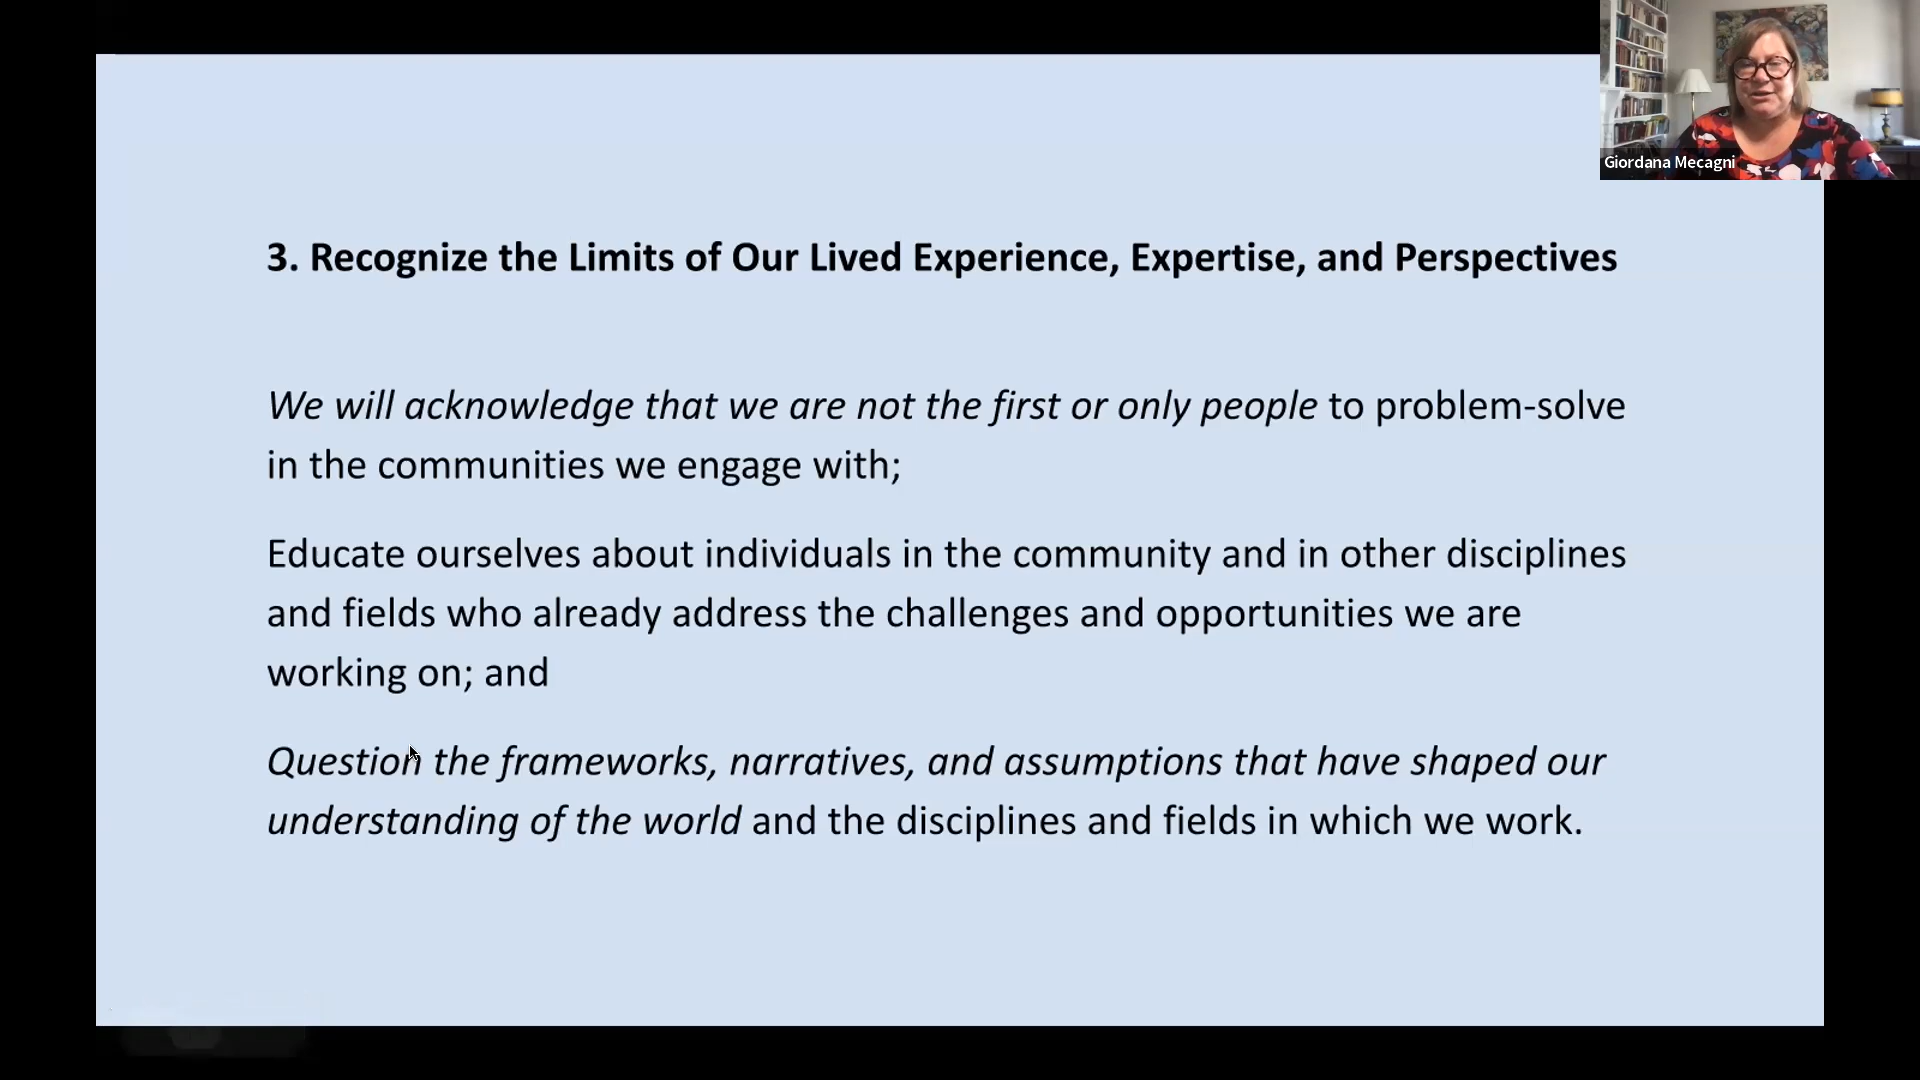 Giordana Mecagni
3. Recognize the Limits of Our Lived Experience, Expertise, and Perspectives
We will acknowledge that we are not the first or only people to problem-solve
in the communities we engage with;
Educate ourselves about individuals in the community and in other disciplines
and fields who already address the challenges and opportunities we are
working on; and
Question the frameworks, narratives, and assumptions that have shaped our
understanding of the world and the disciplines and fields in which we work.